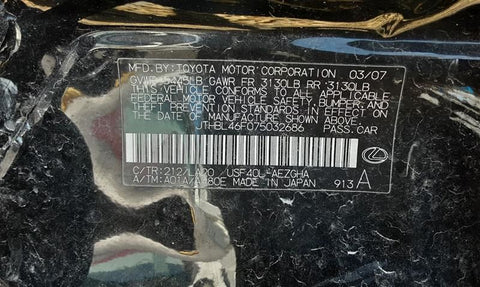 MFD. BY: TOYOTA MOTOR CORPORATION 03/07
GVWR 5445LB GAWR FR 3130LB RR 3130LB
THIS VEHICLE CONFORMS TO ALL APPLICABLE
FEDERAL MOTOR VEHICLE SAFETY, BUMPER, AND
THEFT PREVENTION STANDARDS IN EFFECT ON
THE DATE OF MANUFACTURE SHOWN ABOVE.
JTHBL46F075032686 PASS.CAR
C/TR: 212/LA20 / USF40L-AEZGHA
A/TM: A01A/AA80E MADE IN JAPAN 913 A